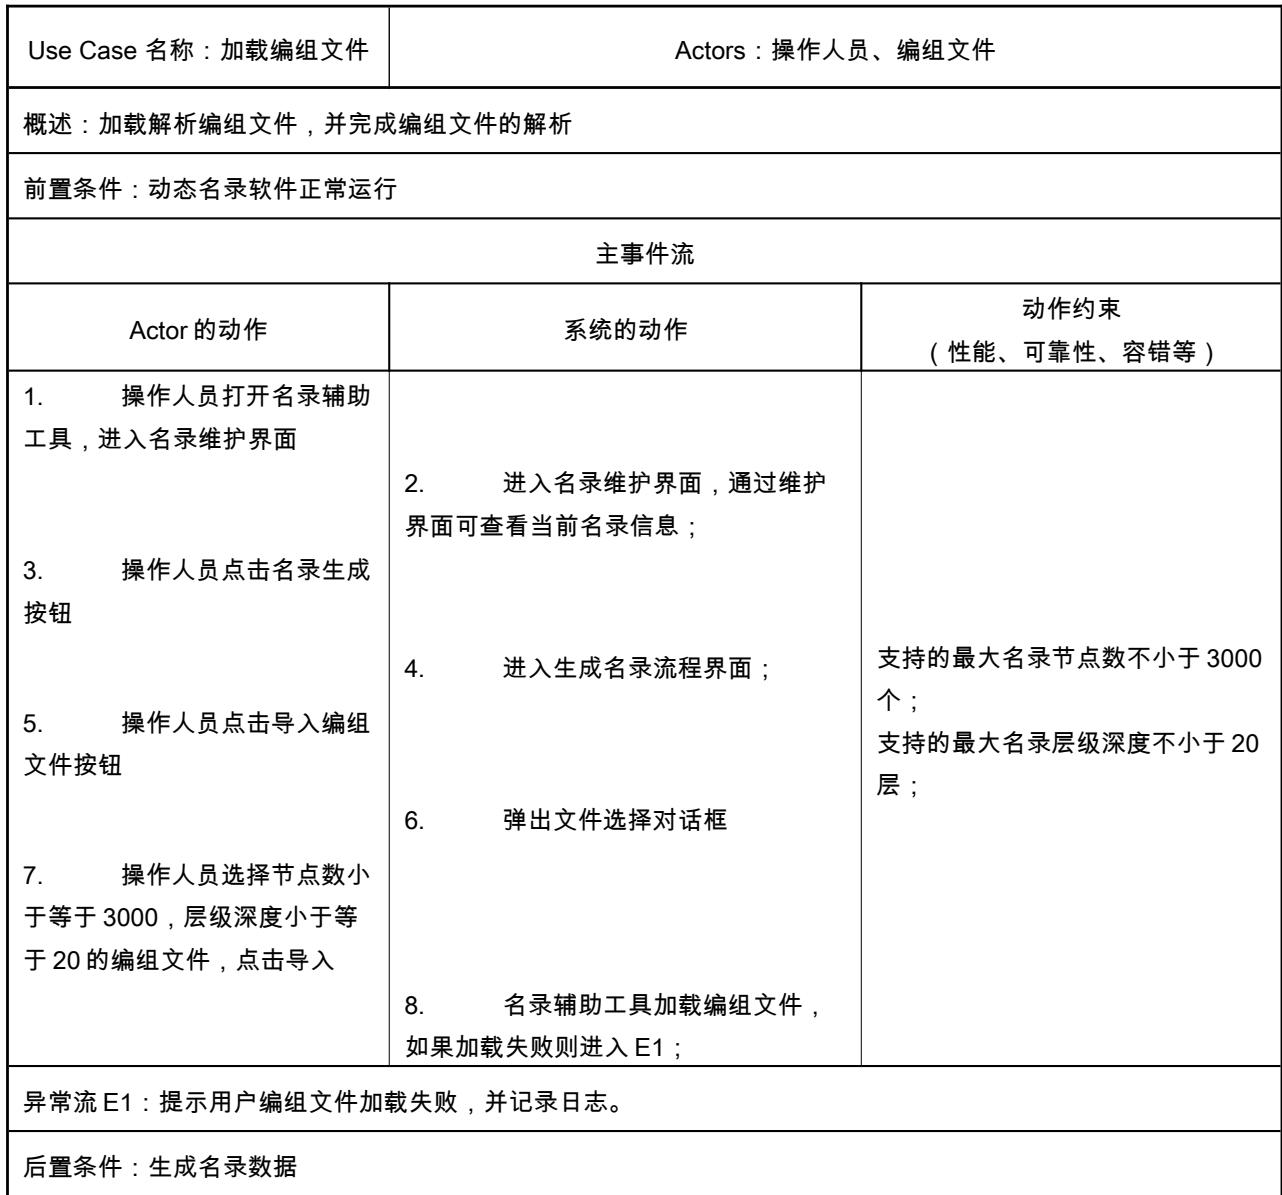 Use Case 名称：加载编组文件
Actors：操作人员、编组文件
概述：加载解析编组文件，并完成编组文件的解析
前置条件：动态名录软件正常运行
主事件流
Actor 的动作
系统的动作
动作约束
（性能、可靠性、容错等）
1. 操作人员打开名录辅助
工具，进入名录维护界面
2. 进入名录维护界面，通过维护
界面可查看当前名录信息；
3. 操作人员点击名录生成
按钮
4. 进入生成名录流程界面；
5. 操作人员点击导入编组
文件按钮
6. 弹出文件选择对话框
7. 操作人员选择节点数小
于等于 3000，层级深度小于等
于 20 的编组文件，点击导入
8. 名录辅助工具加载编组文件，
如果加载失败则进入 E1；
支持的最大名录节点数不小于 3000
个；
支持的最大名录层级深度不小于 20
层；
异常流 E1：提示用户编组文件加载失败，并记录日志。
后置条件：生成名录数据